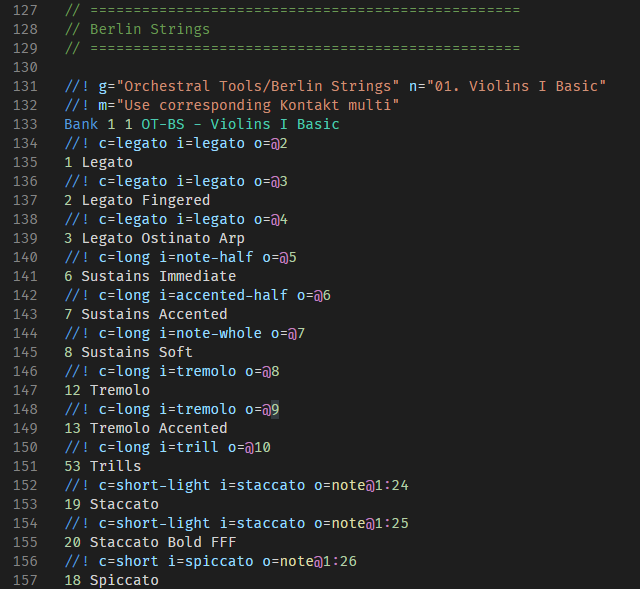 127 // ==================================================
128 // Berlin Strings
129 // ==================================================
130
131 //! g="Orchestral Tools/Berlin Strings" n="01. Violins I Basic"
132 //! m="Use corresponding Kontakt multi"
133 Bank 1 1 OT-BS - Violins I Basic
134 //! c=legato i=legato o=@2
135 1 Legato
136 //! c=legato i=legato o=@3
137 2 Legato Fingered
138 //! c=legato i=legato o=@4
139 3 Legato Ostinato Arp
140 //! c=long i=note-half o=@5
141 6 Sustains Immediate
142 //! c=long i=accented-half o=@6
143 7 Sustains Accented
144 //! c=long i=note-whole o=@7
145 8 Sustains Soft
146 //! c=long i=tremolo o=@8
147 12 Tremolo
148 //! c=long i=tremolo o=@9
149 13 Tremolo Accented
150 //! c=long i=trill o=@10
151 53 Trills
152 //! c=short-light i=staccato o=note@1:24
153 19 Staccato
154 //! c=short-light i=staccato o=note@1:25
155 20 Staccato Bold FFF
156 //! c=short i=spiccato o=note@1:26
157 18 Spiccato